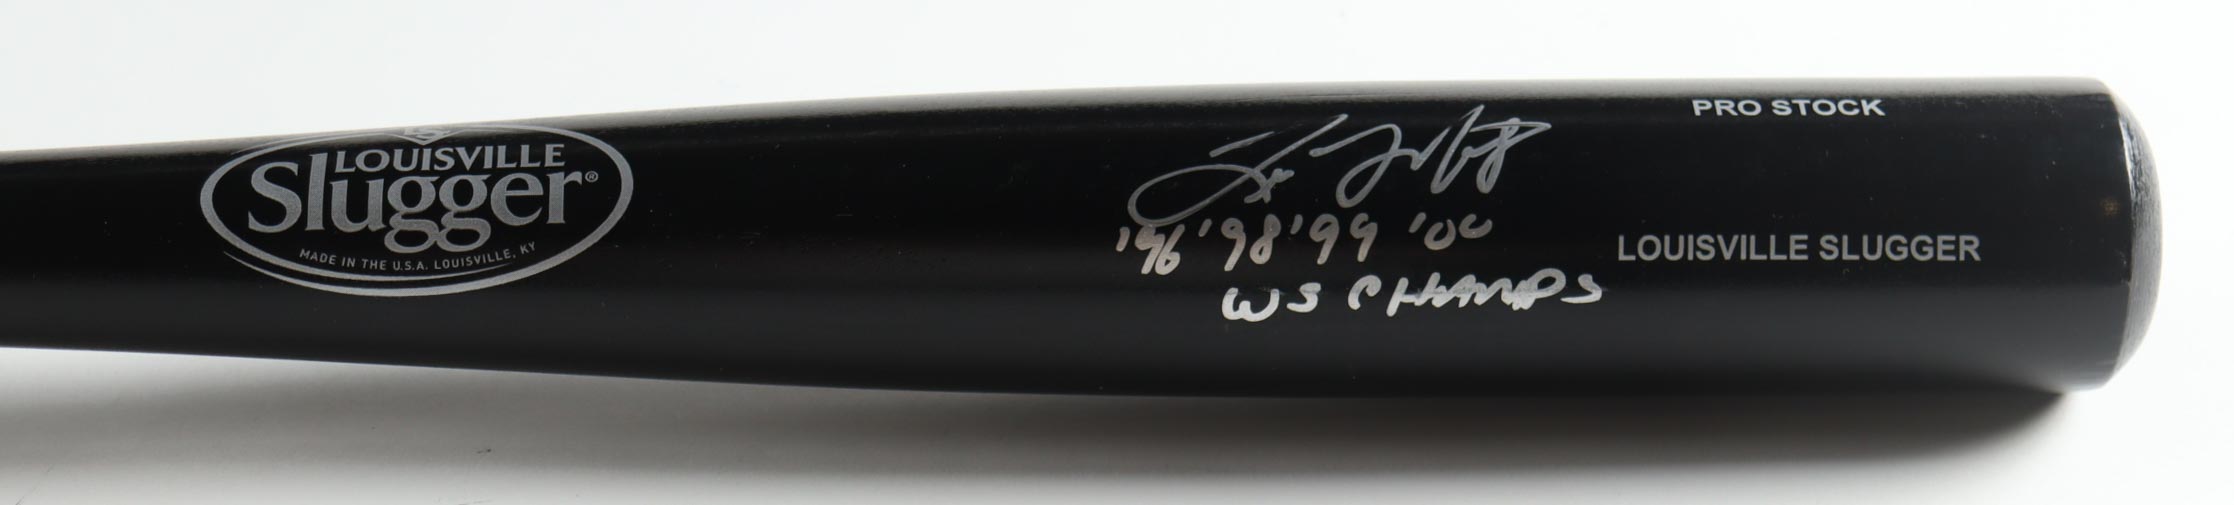 LOUISVILLE
Slugger®
MADE IN THE U.S.A. LOUISVILLE, KY
'96 '98 '99 '00
WS CHAMPS
PRO STOCK
LOUISVILLE SLUGGER